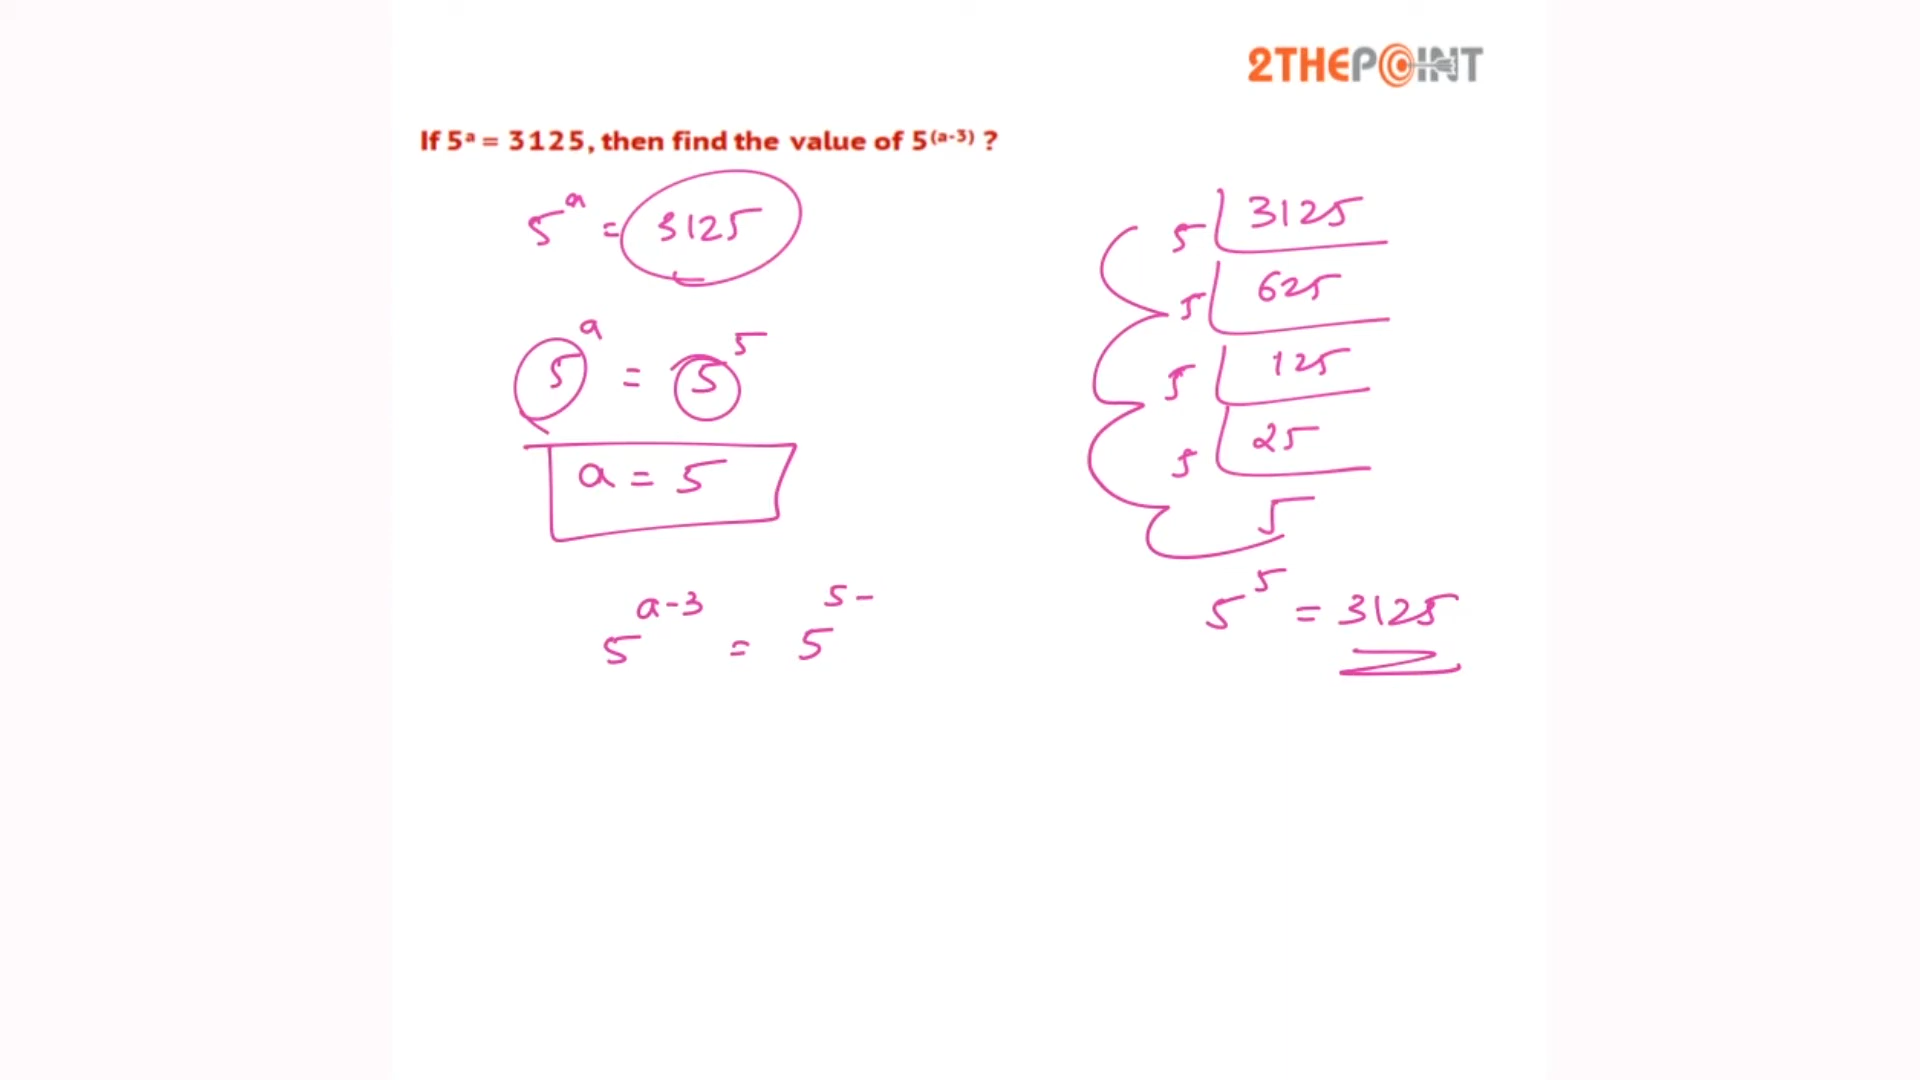 2THEPOINT
If 5ᵃ = 3125, then find the value of 5⁽ᵃ⁻³⁾ ?
5ᵃ = 3125
5ᵃ = 5⁵
a = 5
5ᵃ⁻³ = 5⁵⁻
5 | 3125
5 | 625
5 | 125
5 | 25
5
5⁵ = 3125